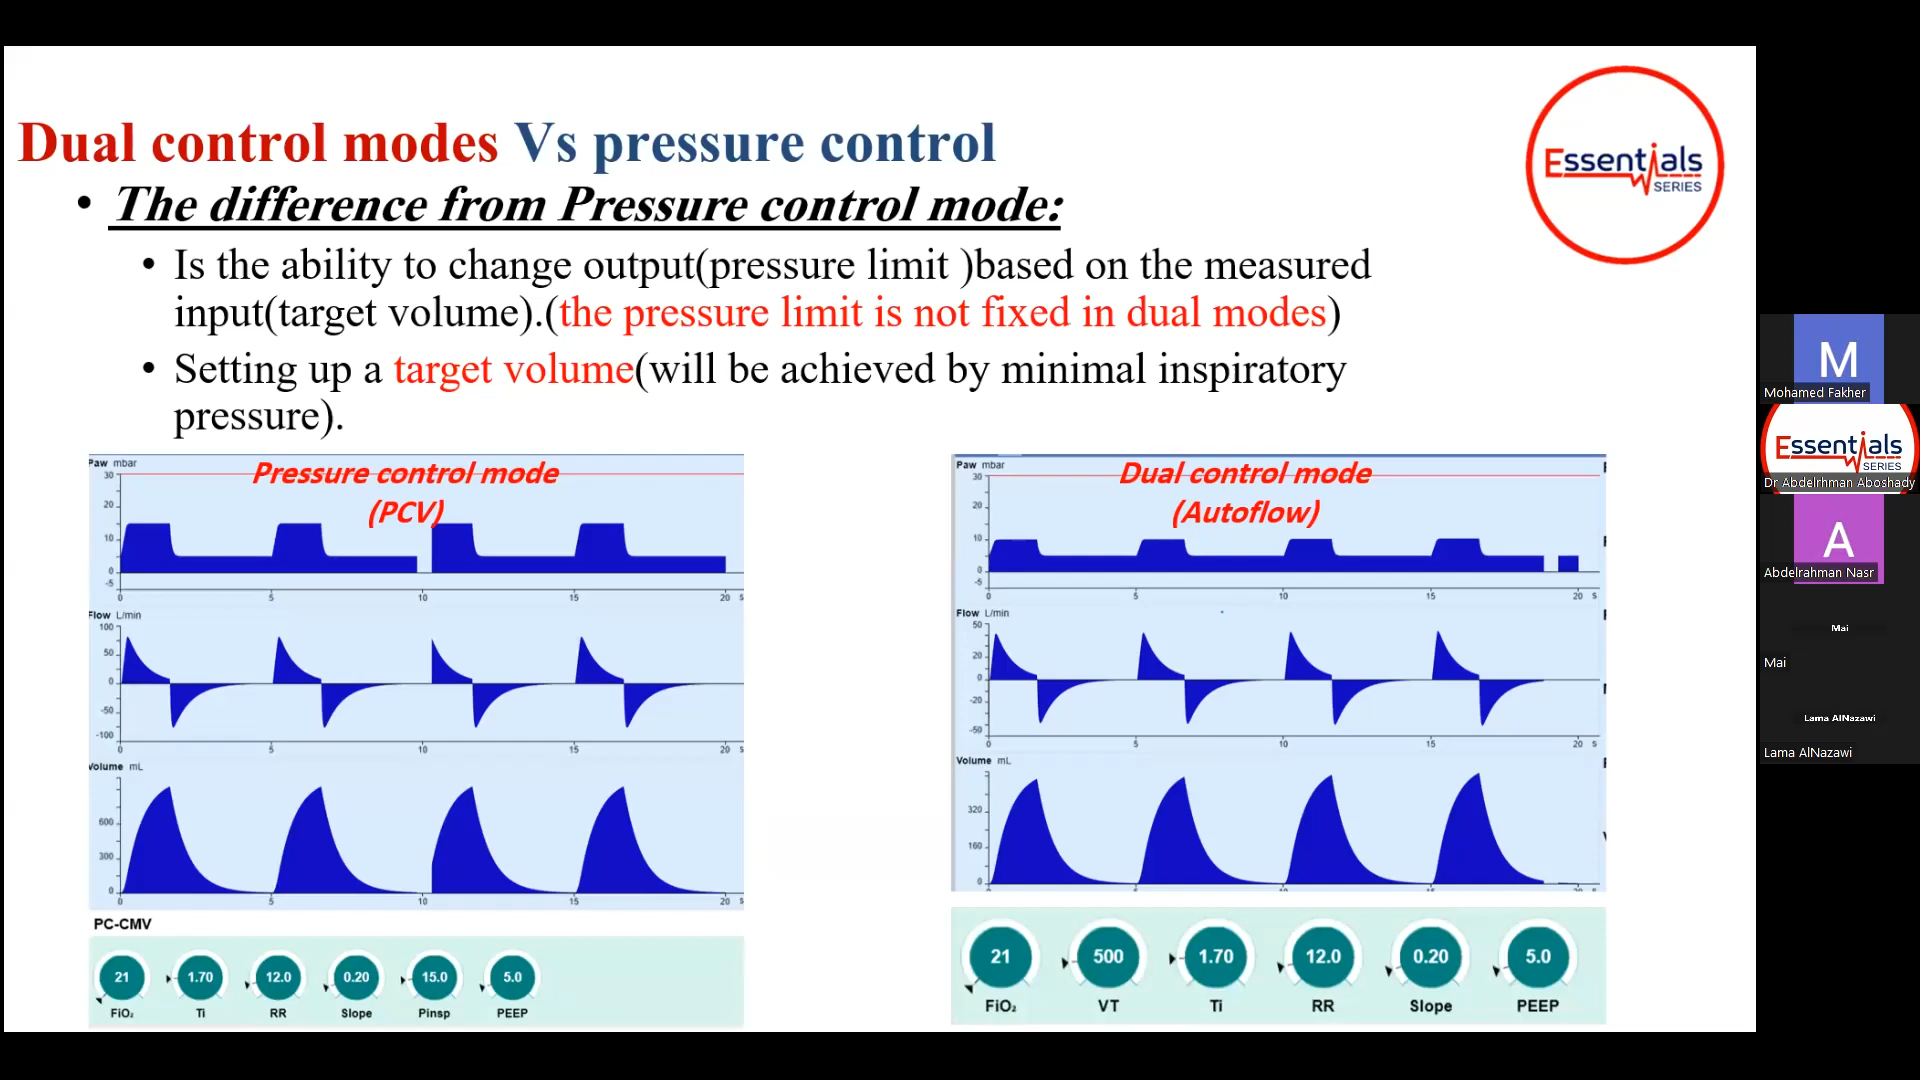 Dual control modes Vs pressure control
• The difference from Pressure control mode:
• Is the ability to change output(pressure limit )based on the measured
input(target volume).(the pressure limit is not fixed in dual modes)
• Setting up a target volume(will be achieved by minimal inspiratory
pressure).
Essentials
SERIES
Paw mbar
Pressure control mode
(PCV)
30
20
10
0
-5
0 5 10 15 20 s
Flow L/min
100
50
0
-50
-100
0 5 10 15 20 s
Volume mL
600
300
0
0 5 10 15 20 s
PC-CMV
21 1.70 12.0 0.20 15.0 5.0
FiO₂ Ti RR Slope Pinsp PEEP
Paw mbar
Dual control mode
(Autoflow)
30
20
10
0
-5
0 5 10 15 20 s
Flow L/min
50
20
0
-20
-50
0 5 10 15 20 s
Volume mL
320
160
0
21 500 1.70 12.0 0.20 5.0
FiO₂ VT Ti RR Slope PEEP
M
Mohamed Fakher
Essentials
SERIES
Dr Abdelrhman Aboshady
A
Abdelrahman Nasr
Mai
Mai
Lama AlNazawi
Lama AlNazawi